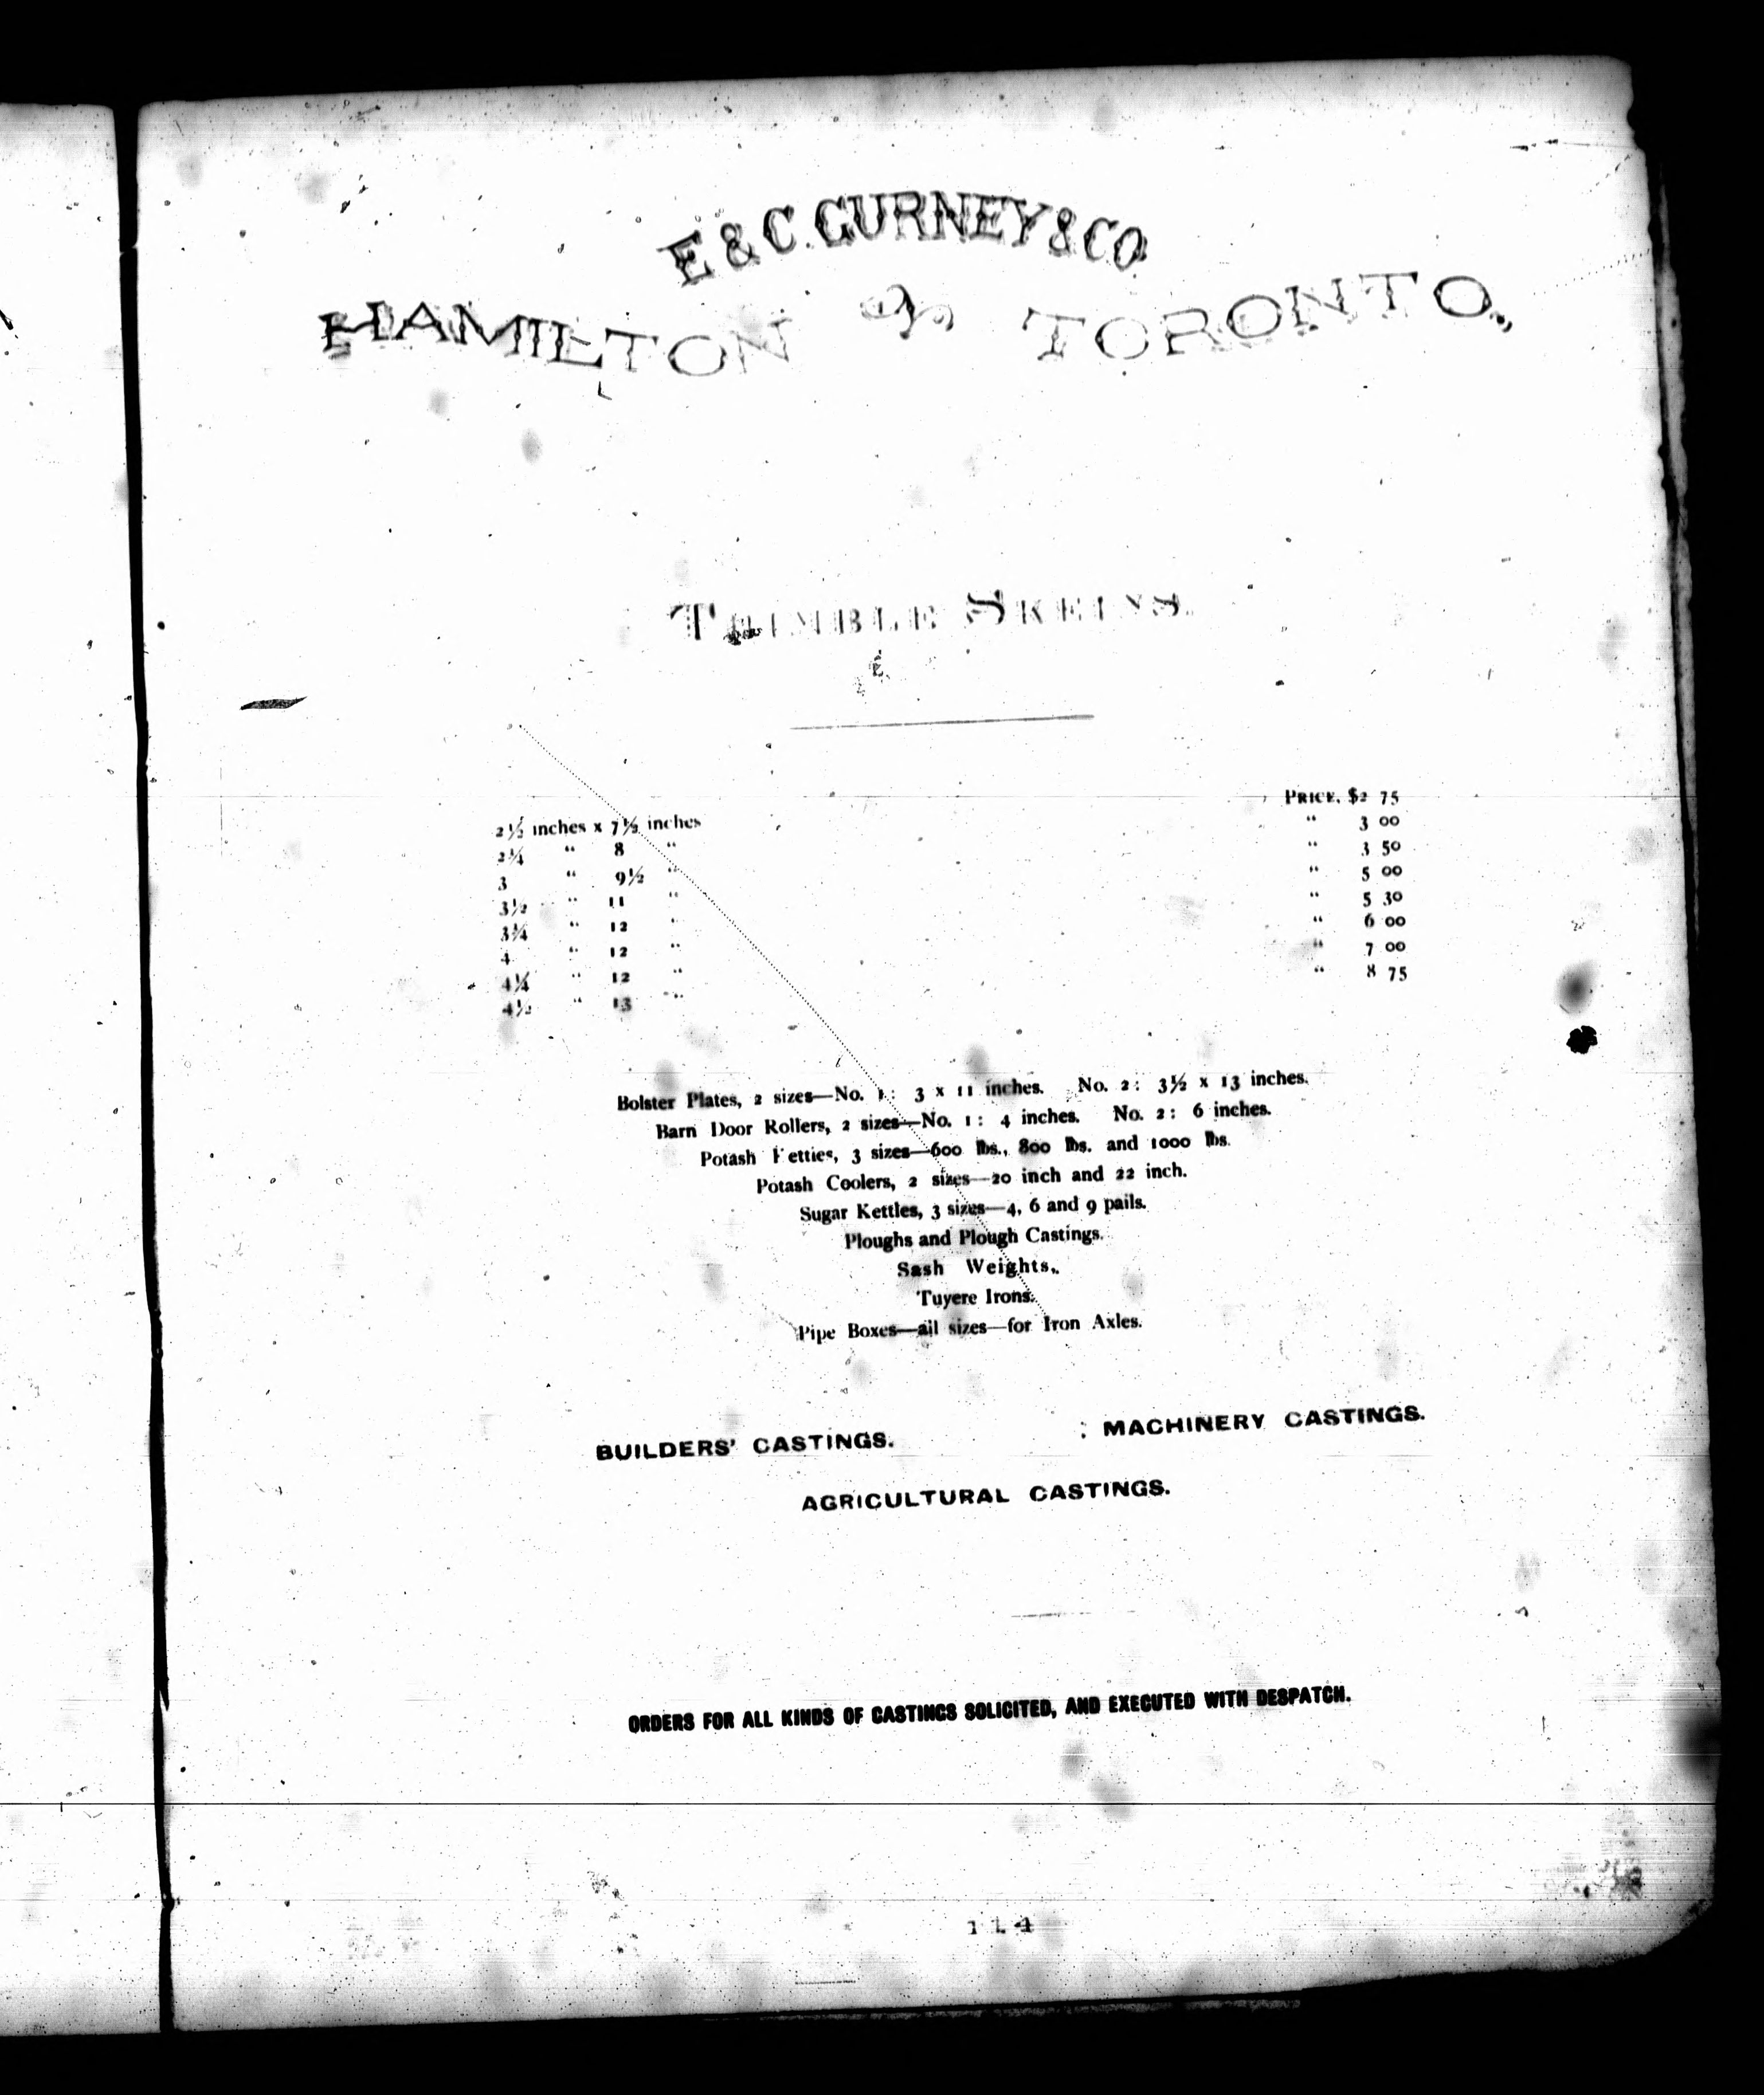 E & C. GURNEY & CO.
HAMILTON & TORONTO.,
THIMBLE SKEINS.
2½ inches x 7½ inches PRICE, $2 75
2¾ " 8 " " 3 00
3 " 9½ " " 3 50
3½ " 11 " " 5 00
3¾ " 12 " " 5 30
4 " 12 " " 6 00
4¼ " 12 " " 7 00
4½ " 13 " " 8 75
Bolster Plates, 2 sizes—No. 1: 3 x 11 inches. No. 2: 3½ x 13 inches.
Barn Door Rollers, 2 sizes—No. 1: 4 inches. No. 2: 6 inches.
Potash Kettles, 3 sizes—600 lbs., 800 lbs. and 1000 lbs.
Potash Coolers, 2 sizes—20 inch and 22 inch.
Sugar Kettles, 3 sizes—4, 6 and 9 pails.
Ploughs and Plough Castings.
Sash Weights.
Tuyere Irons.
Pipe Boxes—all sizes—for Iron Axles.
BUILDERS' CASTINGS. MACHINERY CASTINGS.
AGRICULTURAL CASTINGS.
ORDERS FOR ALL KINDS OF CASTINGS SOLICITED, AND EXECUTED WITH DESPATCH.
114